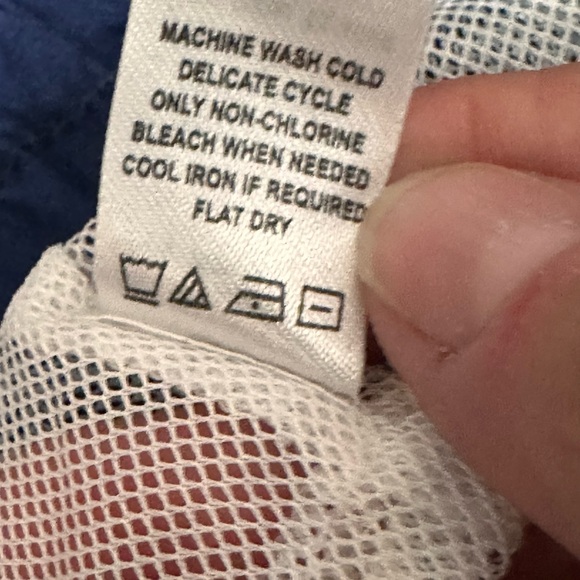 MACHINE WASH COLD
DELICATE CYCLE
ONLY NON-CHLORINE
BLEACH WHEN NEEDED
COOL IRON IF REQUIRED
FLAT DRY